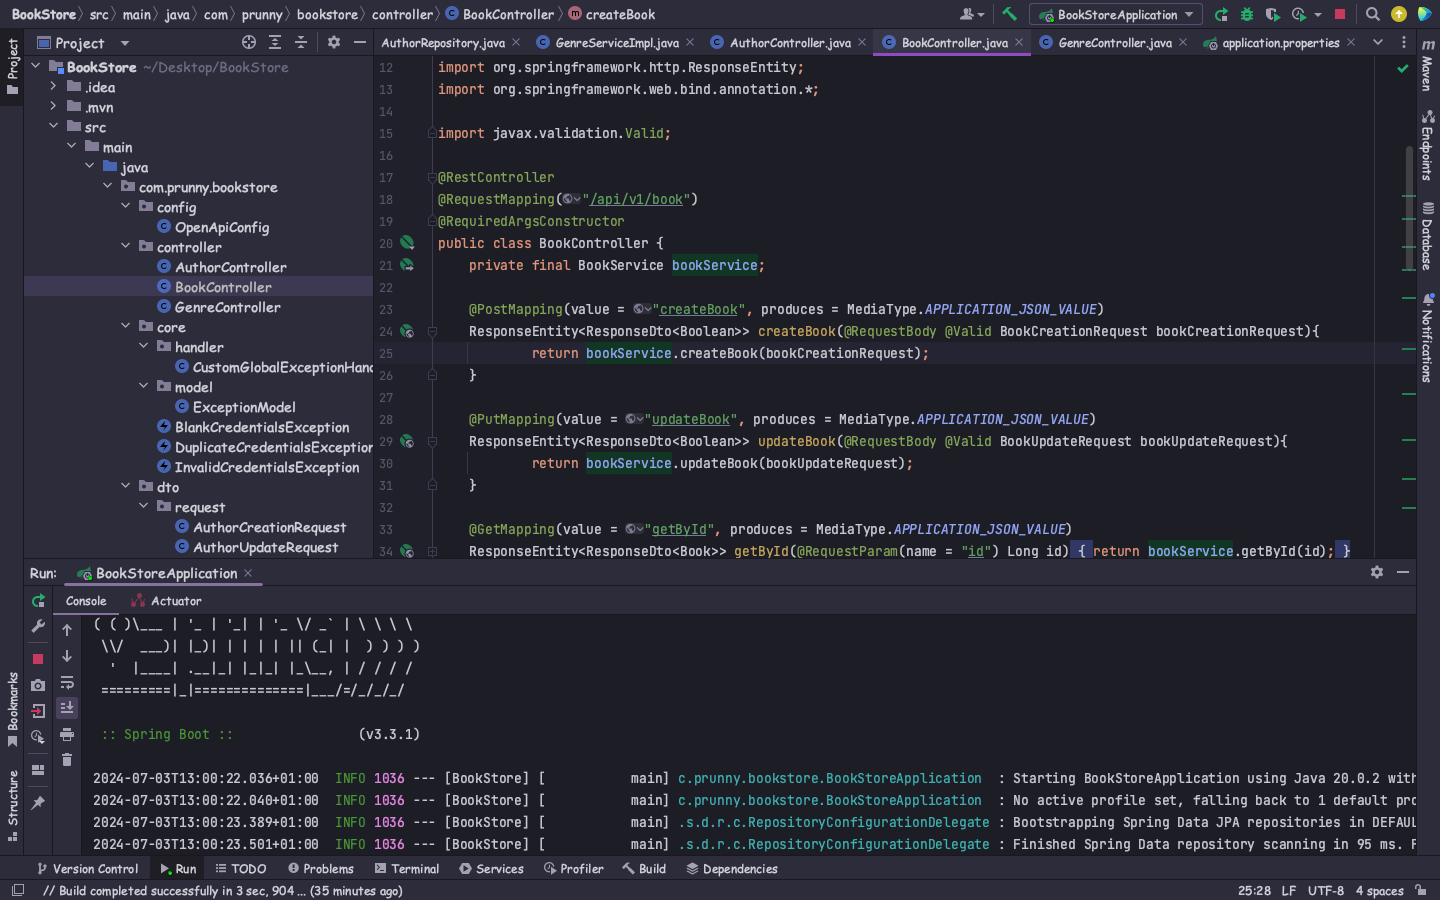 BookStore src main java com prunny bookstore controller BookController createBook
BookStoreApplication
Project
AuthorRepository.java GenreServiceImpl.java AuthorController.java BookController.java GenreController.java application.properties
Project
Bookmarks
Structure
Maven
Endpoints
Database
Notifications
BookStore ~/Desktop/BookStore
.idea
.mvn
src
main
java
com.prunny.bookstore
config
OpenApiConfig
controller
AuthorController
BookController
GenreController
core
handler
CustomGlobalExceptionHan
model
ExceptionModel
BlankCredentialsException
DuplicateCredentialsException
InvalidCredentialsException
dto
request
AuthorCreationRequest
AuthorUpdateRequest
12 import org.springframework.http.ResponseEntity;
13 import org.springframework.web.bind.annotation.*;
14
15 import javax.validation.Valid;
16
17 @RestController
18 @RequestMapping("/api/v1/book")
19 @RequiredArgsConstructor
20 public class BookController {
21 private final BookService bookService;
22
23 @PostMapping(value = "createBook", produces = MediaType.APPLICATION_JSON_VALUE)
24 ResponseEntity<ResponseDto<Boolean>> createBook(@RequestBody @Valid BookCreationRequest bookCreationRequest){
25 return bookService.createBook(bookCreationRequest);
26 }
27
28 @PutMapping(value = "updateBook", produces = MediaType.APPLICATION_JSON_VALUE)
29 ResponseEntity<ResponseDto<Boolean>> updateBook(@RequestBody @Valid BookUpdateRequest bookUpdateRequest){
30 return bookService.updateBook(bookUpdateRequest);
31 }
32
33 @GetMapping(value = "getById", produces = MediaType.APPLICATION_JSON_VALUE)
34 ResponseEntity<ResponseDto<Book>> getById(@RequestParam(name = "id") Long id) { return bookService.getById(id); }
Run: BookStoreApplication
Console Actuator
( ( )\___ | '_ | '_| | '_ \/ _` | \ \ \ \
\\/  ___)| |_)| | | | | || (_| |  ) ) ) )
'  |____| .__|_| |_|_| |_\__, | / / / /
=========|_|==============|___/=/_/_/_/
:: Spring Boot :: (v3.3.1)
2024-07-03T13:00:22.036+01:00 INFO 1036 --- [BookStore] [ main] c.prunny.bookstore.BookStoreApplication : Starting BookStoreApplication using Java 20.0.2 with
2024-07-03T13:00:22.040+01:00 INFO 1036 --- [BookStore] [ main] c.prunny.bookstore.BookStoreApplication : No active profile set, falling back to 1 default pro
2024-07-03T13:00:23.389+01:00 INFO 1036 --- [BookStore] [ main] .s.d.r.c.RepositoryConfigurationDelegate : Bootstrapping Spring Data JPA repositories in DEFAU
2024-07-03T13:00:23.501+01:00 INFO 1036 --- [BookStore] [ main] .s.d.r.c.RepositoryConfigurationDelegate : Finished Spring Data repository scanning in 95 ms. F
Version Control Run TODO Problems Terminal Services Profiler Build Dependencies
// Build completed successfully in 3 sec, 904 ... (35 minutes ago) 25:28 LF UTF-8 4 spaces